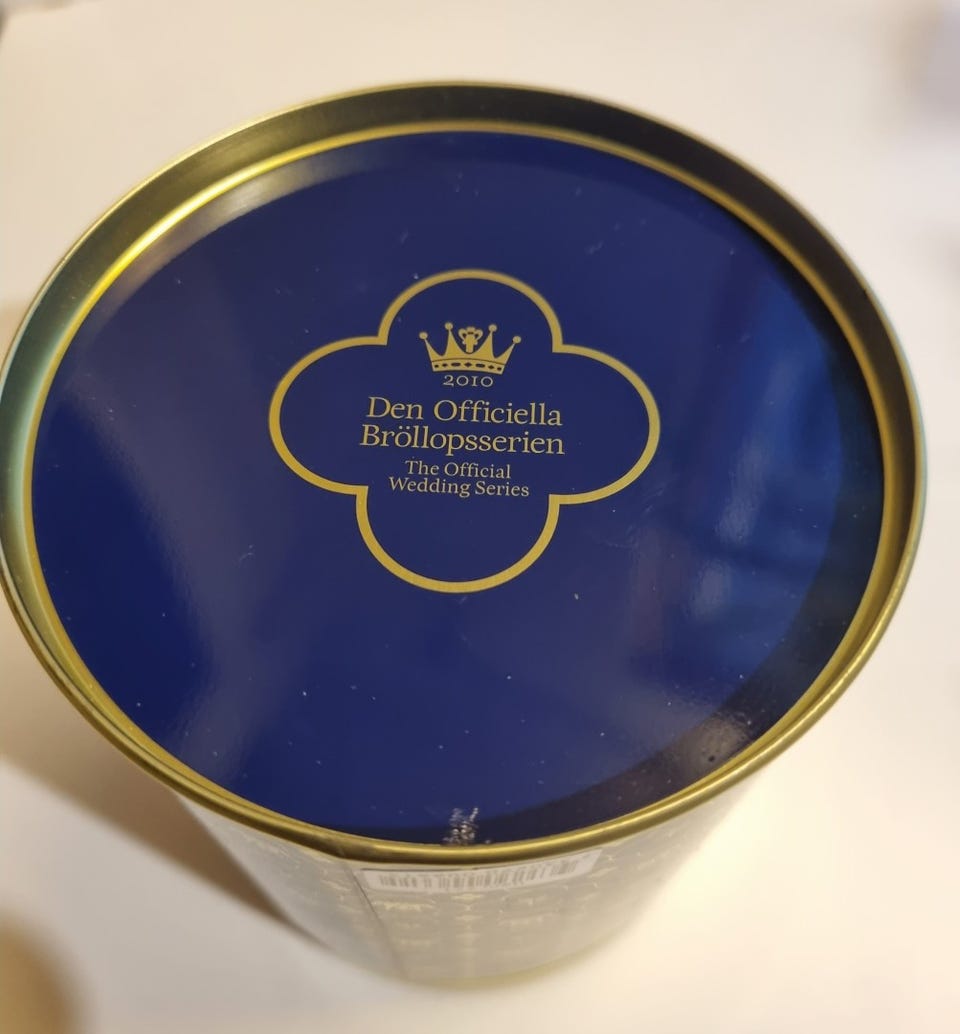 2010
Den Officiella
Bröllopsserien
The Official
Wedding Series